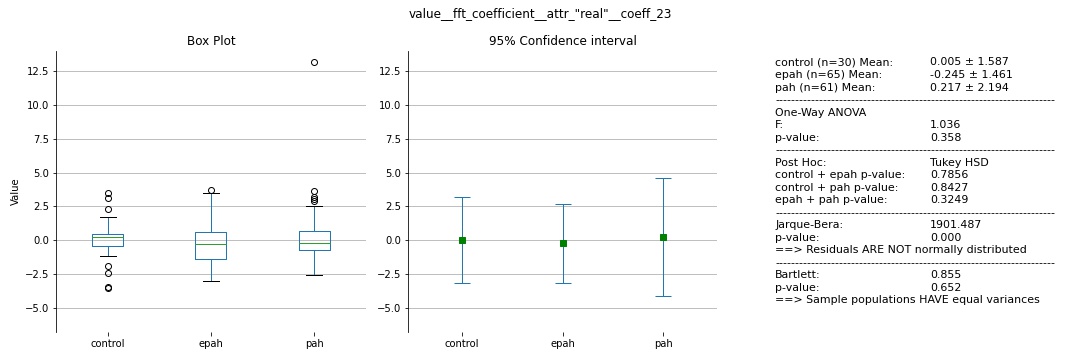 value__fft_coefficient__attr_"real"__coeff_23
Box Plot
12.5
10.0
7.5
5.0
2.5
0.0
−2.5
−5.0
Value
control
epah
pah
95% Confidence interval
12.5
10.0
7.5
5.0
2.5
0.0
−2.5
−5.0
control
epah
pah
control (n=30) Mean: 0.005 ± 1.587
epah (n=65) Mean: -0.245 ± 1.461
pah (n=61) Mean: 0.217 ± 2.194
One-Way ANOVA
F: 1.036
p-value: 0.358
Post Hoc: Tukey HSD
control + epah p-value: 0.7856
control + pah p-value: 0.8427
epah + pah p-value: 0.3249
Jarque-Bera: 1901.487
p-value: 0.000
==> Residuals ARE NOT normally distributed
Bartlett: 0.855
p-value: 0.652
==> Sample populations HAVE equal variances